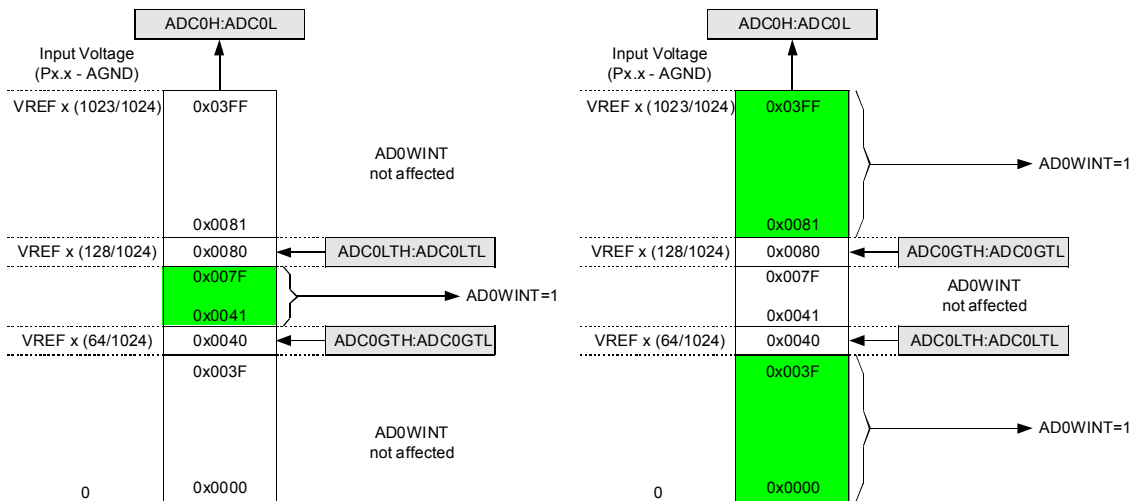 ADC0H:ADC0L
Input Voltage
(Px.x - AGND)
VREF x (1023/1024)
0x03FF
AD0WINT
not affected
0x0081
VREF x (128/1024)
0x0080
ADC0LTH:ADC0LTL
0x007F
AD0WINT=1
0x0041
VREF x (64/1024)
0x0040
ADC0GTH:ADC0GTL
0x003F
AD0WINT
not affected
0
0x0000
ADC0H:ADC0L
Input Voltage
(Px.x - AGND)
VREF x (1023/1024)
0x03FF
AD0WINT=1
0x0081
VREF x (128/1024)
0x0080
ADC0GTH:ADC0GTL
0x007F
AD0WINT
not affected
0x0041
VREF x (64/1024)
0x0040
ADC0LTH:ADC0LTL
0x003F
AD0WINT=1
0
0x0000